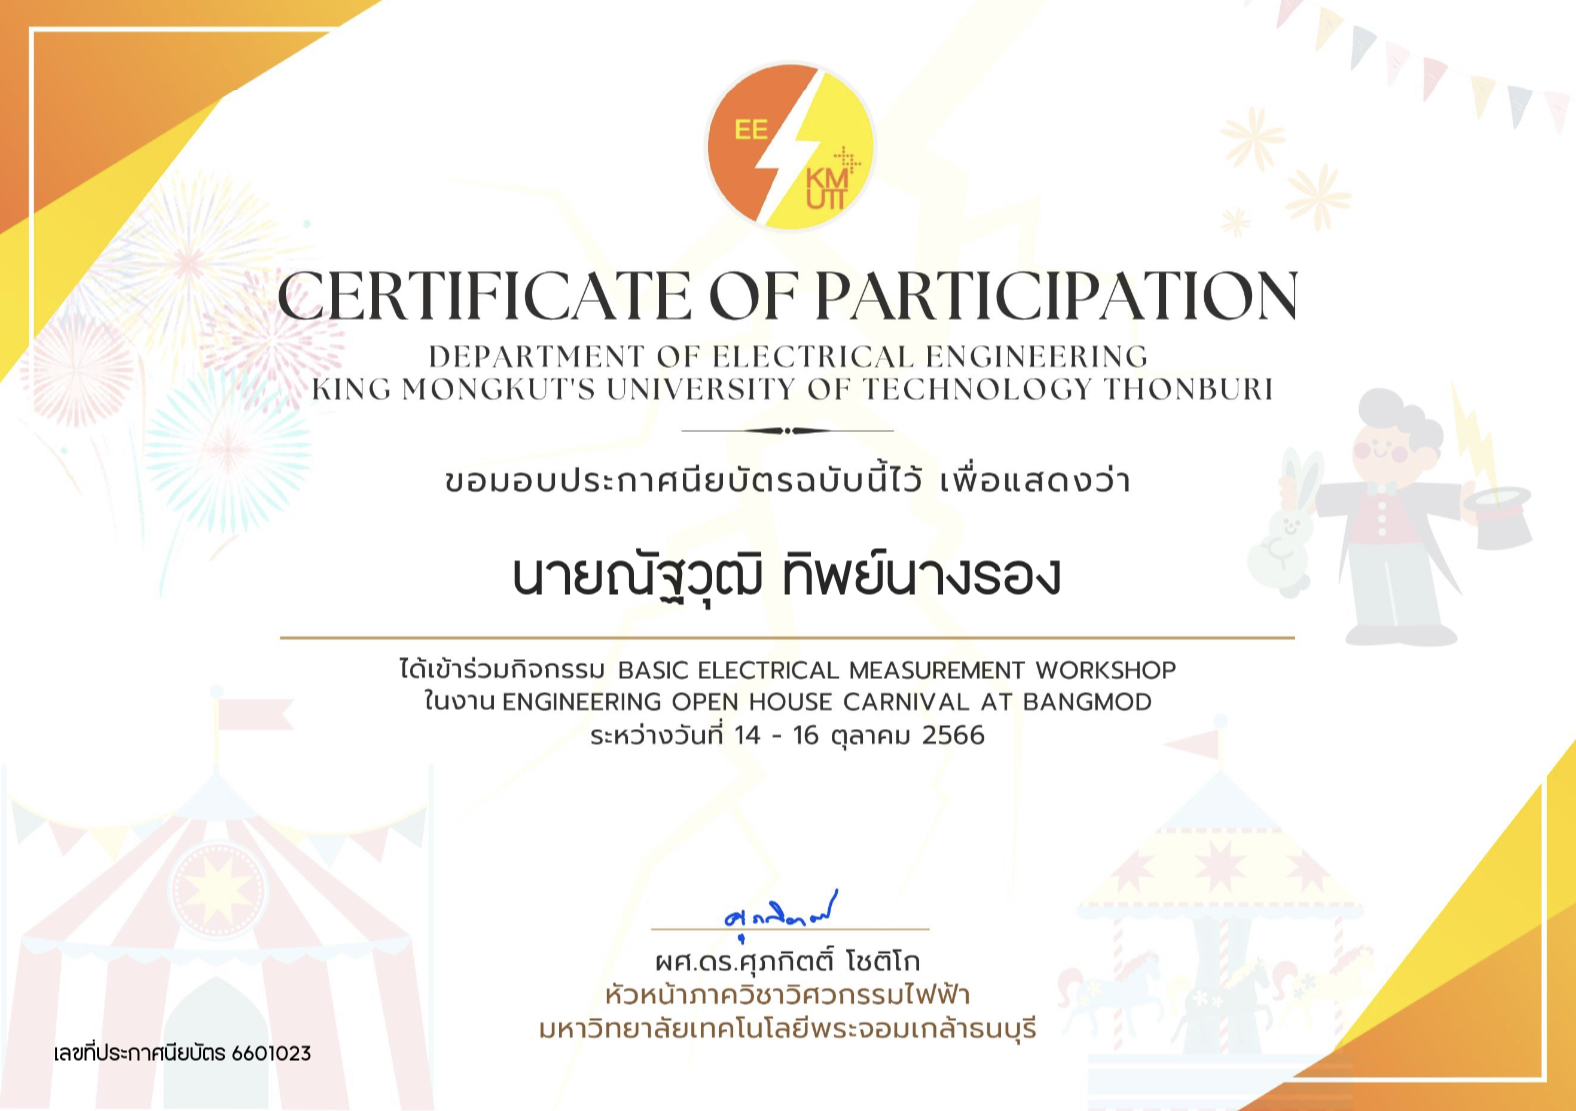 EE
KM
UTT
CERTIFICATE OF PARTICIPATION
DEPARTMENT OF ELECTRICAL ENGINEERING
KING MONGKUT'S UNIVERSITY OF TECHNOLOGY THONBURI
ขอมอบประกาศนียบัตรฉบับนี้ไว้ เพื่อแสดงว่า
นายณัฐวุฒิ ทิพย์นางรอง
ได้เข้าร่วมกิจกรรม BASIC ELECTRICAL MEASUREMENT WORKSHOP
ในงาน ENGINEERING OPEN HOUSE CARNIVAL AT BANGMOD
ระหว่างวันที่ 14 - 16 ตุลาคม 2566
ผศ.ดร.ศุภกิตติ์ โชติโก
หัวหน้าภาควิชาวิศวกรรมไฟฟ้า
มหาวิทยาลัยเทคโนโลยีพระจอมเกล้าธนบุรี
เลขที่ประกาศนียบัตร 6601023